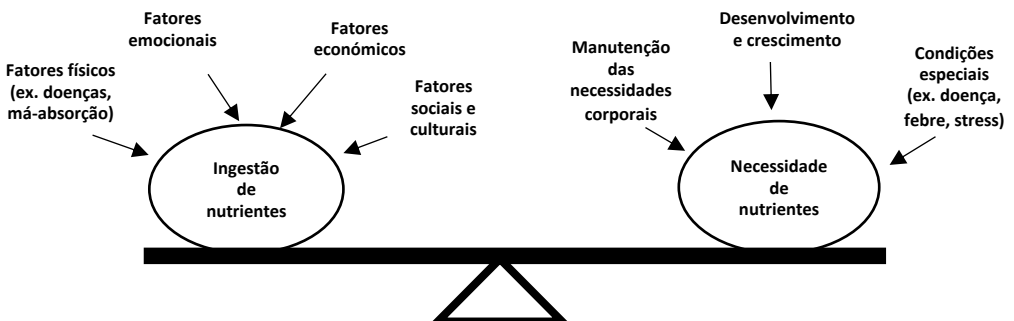 Fatores físicos
(ex. doenças,
má-absorção)
Fatores
emocionais
Fatores
económicos
Fatores
sociais e
culturais
Ingestão
de
nutrientes
Manutenção
das
necessidades
corporais
Desenvolvimento
e crescimento
Condições
especiais
(ex. doença,
febre, stress)
Necessidade
de
nutrientes